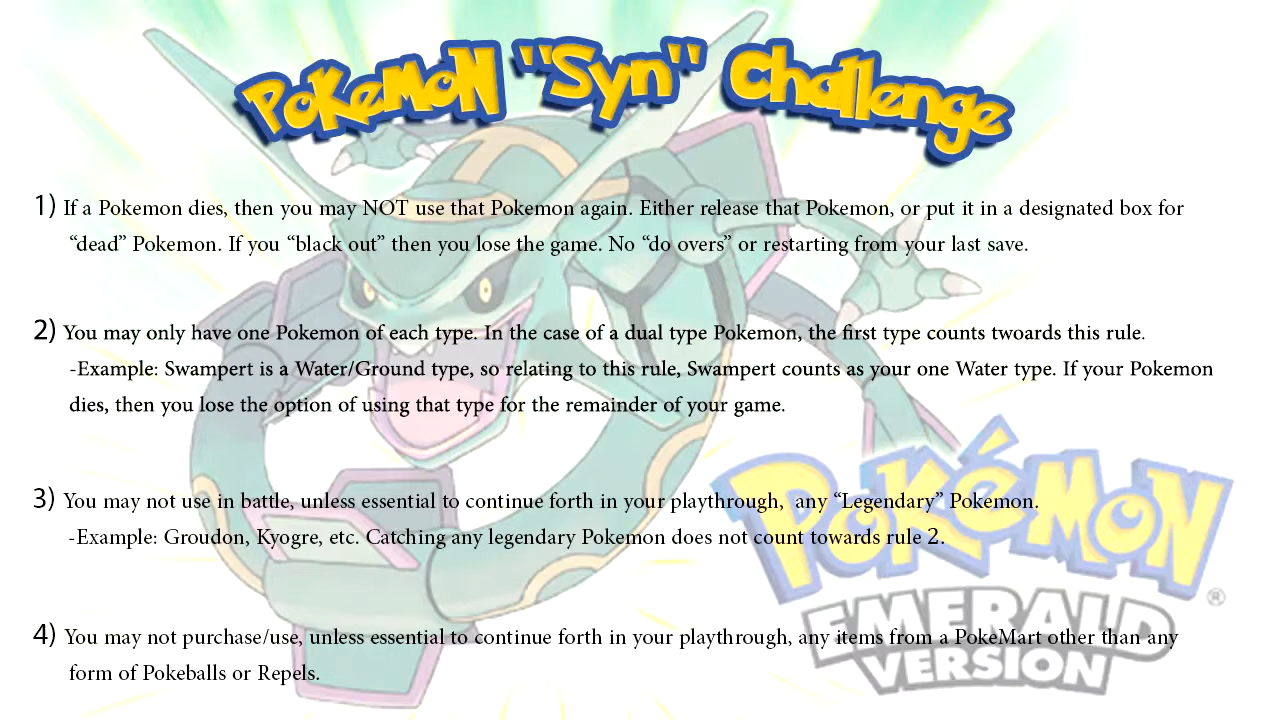 PoKeMoN "Syn" Challenge
1) If a Pokemon dies, then you may NOT use that Pokemon again. Either release that Pokemon, or put it in a designated box for
“dead” Pokemon. If you “black out” then you lose the game. No “do overs” or restarting from your last save.
2) You may only have one Pokemon of each type. In the case of a dual type Pokemon, the first type counts twoards this rule.
-Example: Swampert is a Water/Ground type, so relating to this rule, Swampert counts as your one Water type. If your Pokemon
dies, then you lose the option of using that type for the remainder of your game.
3) You may not use in battle, unless essential to continue forth in your playthrough,  any “Legendary” Pokemon.
-Example: Groudon, Kyogre, etc. Catching any legendary Pokemon does not count towards rule 2.
4) You may not purchase/use, unless essential to continue forth in your playthrough, any items from a PokeMart other than any
form of Pokeballs or Repels.
POKéMON
®
EMERALD
VERSION